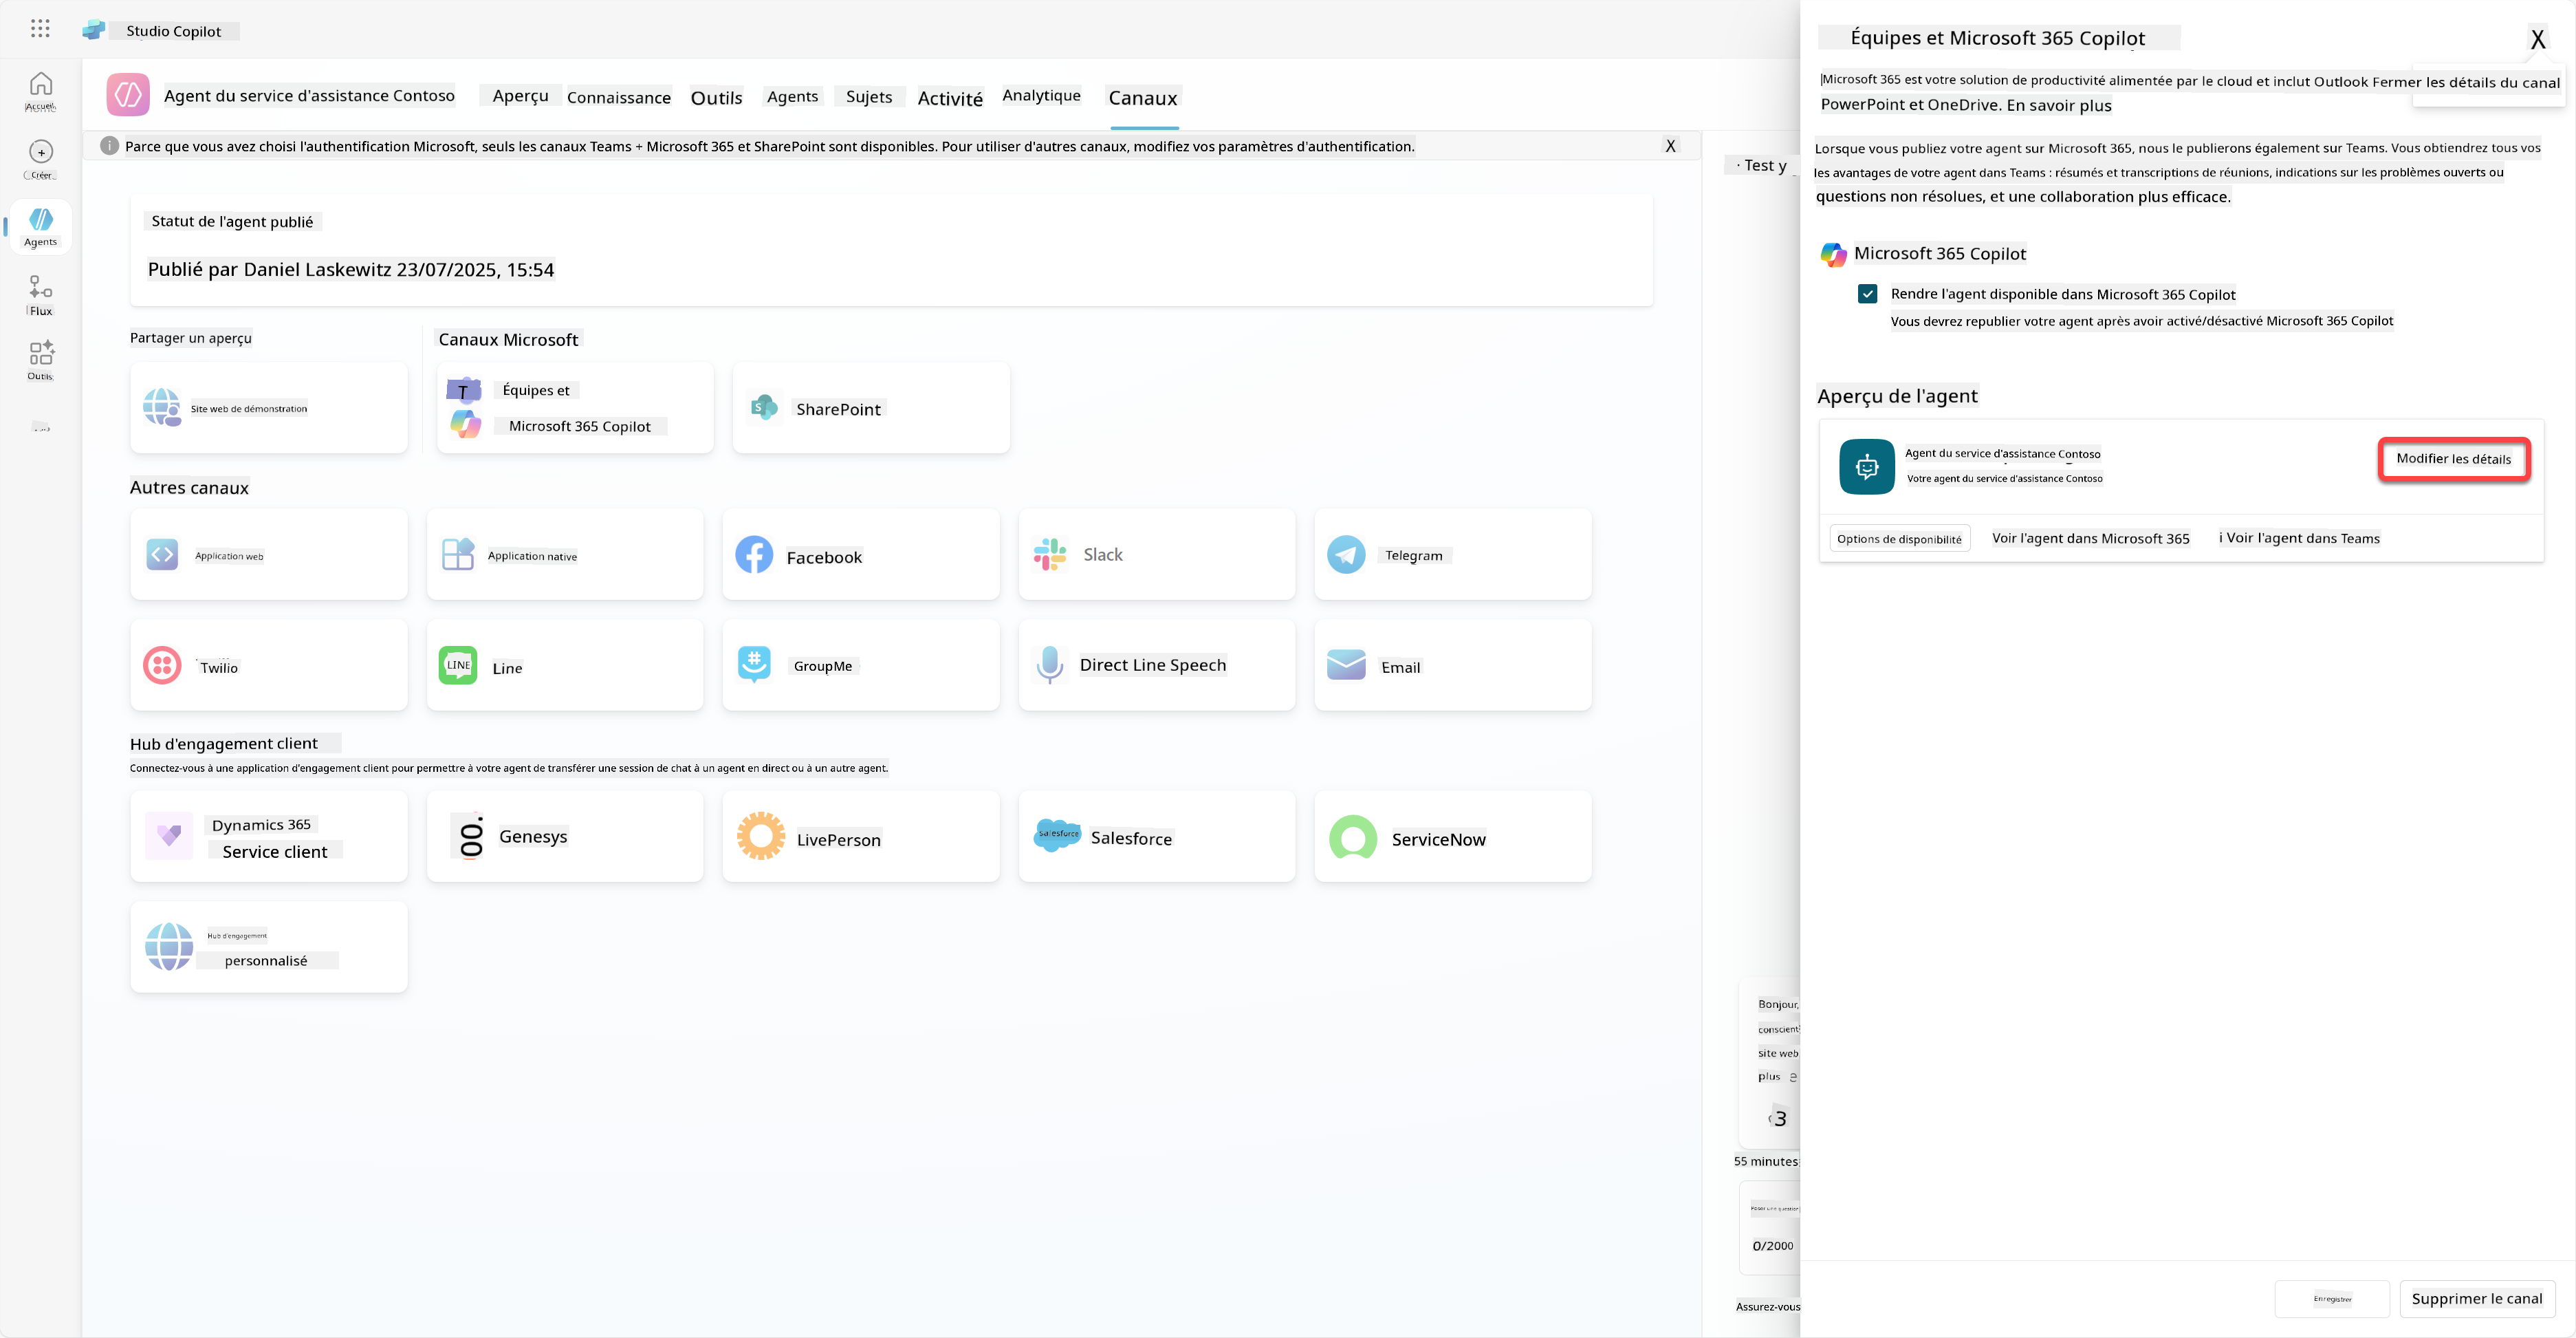 Studio Copilot
Accueil
Créer
Agents
Flux
Outils
Agent du service d'assistance Contoso
Aperçu
Connaissance
Outils
Agents
Sujets
Activité
Analytique
Canaux
Parce que vous avez choisi l'authentification Microsoft, seuls les canaux Teams + Microsoft 365 et SharePoint sont disponibles. Pour utiliser d'autres canaux, modifiez vos paramètres d'authentification.
X
Statut de l'agent publié
Publié par Daniel Laskewitz 23/07/2025, 15:54
Partager un aperçu
Canaux Microsoft
Site web de démonstration
T
Équipes et
Microsoft 365 Copilot
S
SharePoint
Autres canaux
Application web
Application native
Facebook
Slack
Telegram
Twilio
LINE
Line
GroupMe
Direct Line Speech
Email
Hub d'engagement client
Connectez-vous à une application d'engagement client pour permettre à votre agent de transférer une session de chat à un agent en direct ou à un autre agent.
Dynamics 365
Service client
Genesys
LivePerson
salesforce
Salesforce
ServiceNow
Hub d'engagement
personnalisé
· Test y
Bonjour,
conscient
site web
plus e
3
55 minutes
Poser une question
0/2000
Assurez-vous
Équipes et Microsoft 365 Copilot
X
Microsoft 365 est votre solution de productivité alimentée par le cloud et inclut Outlook Fermer les détails du canal
PowerPoint et OneDrive. En savoir plus
Lorsque vous publiez votre agent sur Microsoft 365, nous le publierons également sur Teams. Vous obtiendrez tous vos
les avantages de votre agent dans Teams : résumés et transcriptions de réunions, indications sur les problèmes ouverts ou
questions non résolues, et une collaboration plus efficace.
Microsoft 365 Copilot
Rendre l'agent disponible dans Microsoft 365 Copilot
Vous devrez republier votre agent après avoir activé/désactivé Microsoft 365 Copilot
Aperçu de l'agent
Agent du service d'assistance Contoso
Votre agent du service d'assistance Contoso
Modifier les détails
Options de disponibilité
Voir l'agent dans Microsoft 365
i Voir l'agent dans Teams
Enregistrer
Supprimer le canal